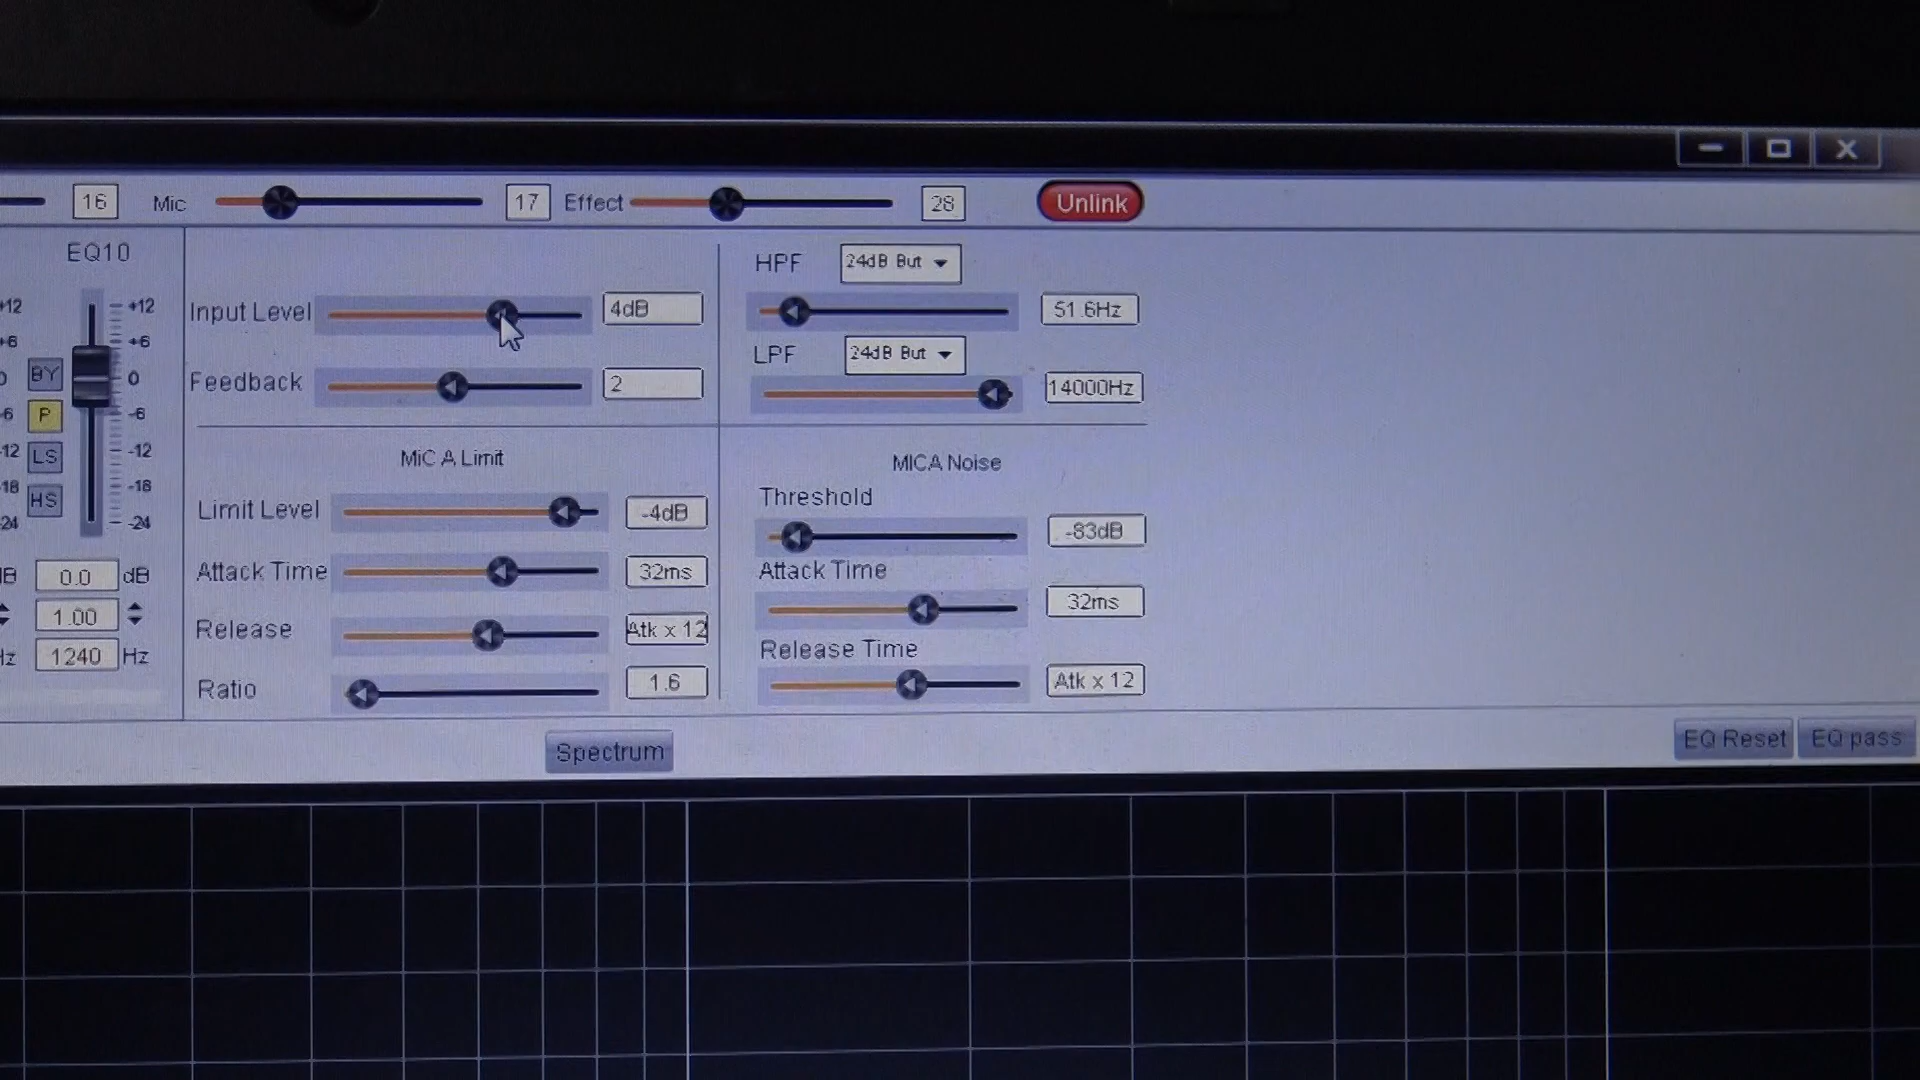 16 Mic 17 Effect 28 Unlink
EQ10
+12 +12
+6 +6
0 0
-6 -6
-12 -12
-18 -18
-24 -24
BY
P
LS
HS
dB 0.0 dB
1.00
Hz 1240 Hz
Input Level 4dB
Feedback 2
HPF 24dB But
51.6Hz
LPF 24dB But
14000Hz
MiC A Limit
Limit Level -4dB
Attack Time 32ms
Release Atk x 12
Ratio 1.6
MICA Noise
Threshold
-83dB
Attack Time
32ms
Release Time
Atk x 12
Spectrum
EQ Reset EQ pass